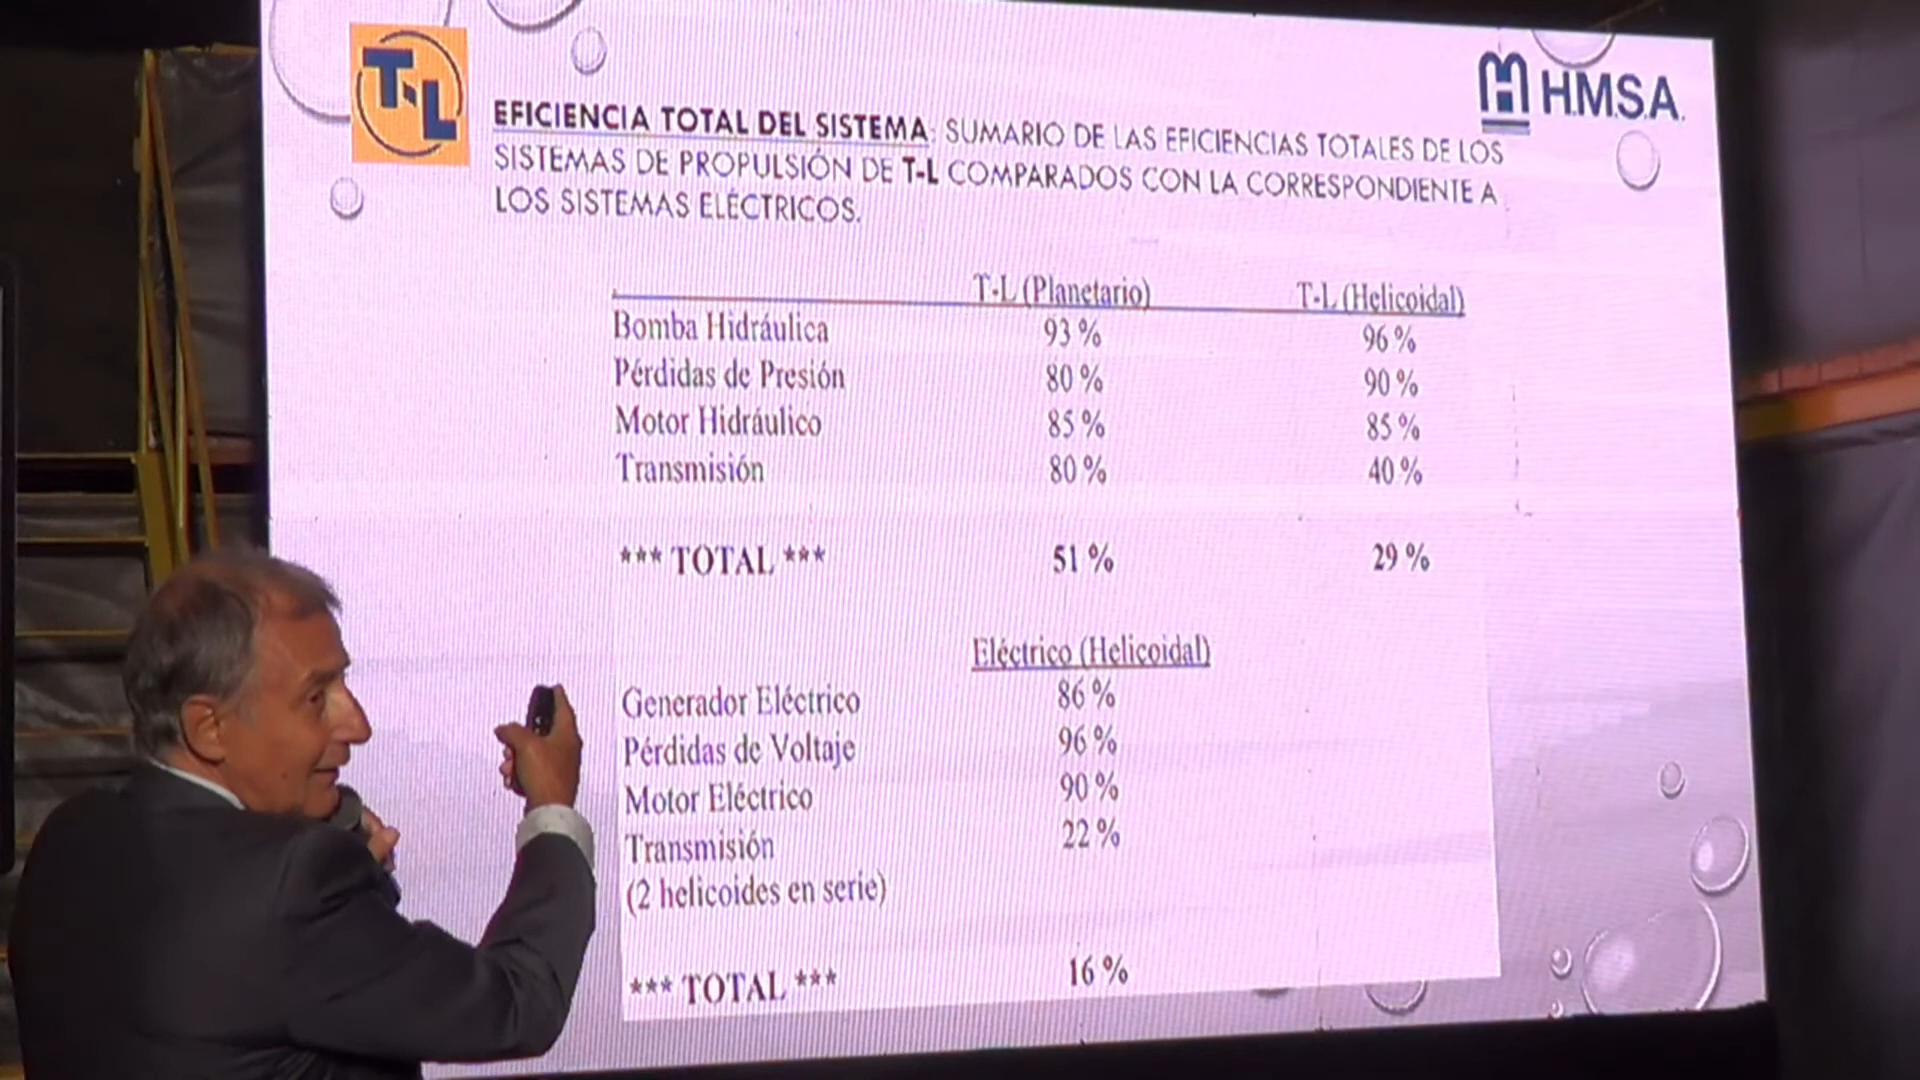 T-L
H.M.S.A.
EFICIENCIA TOTAL DEL SISTEMA: SUMARIO DE LAS EFICIENCIAS TOTALES DE LOS
SISTEMAS DE PROPULSIÓN DE T-L COMPARADOS CON LA CORRESPONDIENTE A
LOS SISTEMAS ELÉCTRICOS.
T-L (Planetario) T-L (Helicoidal)
Bomba Hidráulica 93 % 96 %
Pérdidas de Presión 80 % 90 %
Motor Hidráulico 85 % 85 %
Transmisión 80 % 40 %
*** TOTAL *** 51 % 29 %
Eléctrico (Helicoidal)
Generador Eléctrico 86 %
Pérdidas de Voltaje 96 %
Motor Eléctrico 90 %
Transmisión 22 %
(2 helicoides en serie)
*** TOTAL *** 16 %